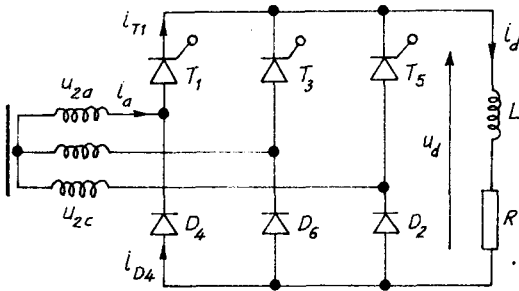 i_T1
i_d
T_1
T_3
T_5
u_2a
i_a
u_d
L
u_2c
D_4
D_6
D_2
R
i_D4